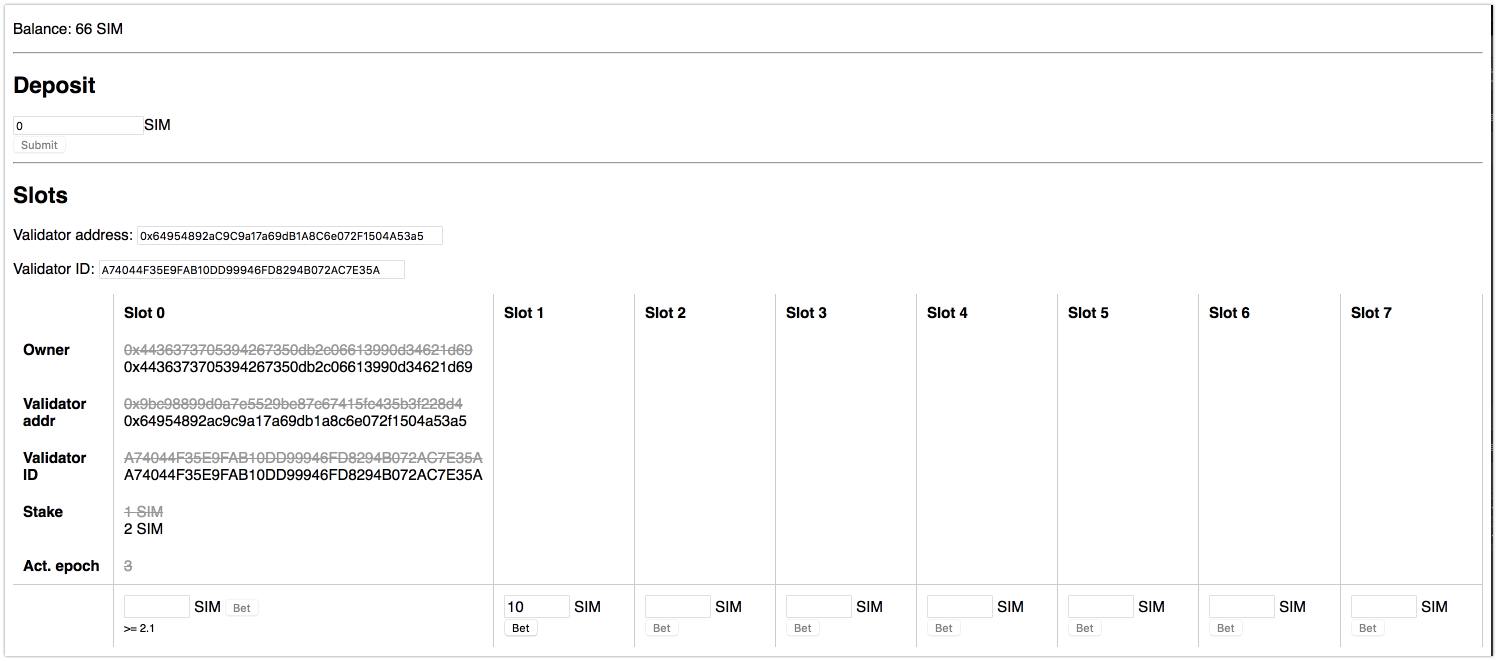 Balance: 66 SIM
Deposit
0 SIM
Submit
Slots
Validator address: 0x64954892aC9C9a17a69dB1A8C6e072F1504A53a5
Validator ID: A74044F35E9FAB10DD99946FD8294B072AC7E35A
Slot 0 Slot 1 Slot 2 Slot 3 Slot 4 Slot 5 Slot 6 Slot 7
Owner 0x4436373705394267350db2c06613990d34621d69
0x4436373705394267350db2c06613990d34621d69
Validator addr 0x9bc98899d0a7e5529be87c67415fc435b3f228d4
0x64954892ac9c9a17a69db1a8c6e072f1504a53a5
Validator ID A74044F35E9FAB10DD99946FD8294B072AC7E35A
A74044F35E9FAB10DD99946FD8294B072AC7E35A
Stake 1 SIM
2 SIM
Act. epoch 3
SIM Bet 10 SIM SIM SIM SIM SIM SIM SIM
>= 2.1 Bet Bet Bet Bet Bet Bet Bet